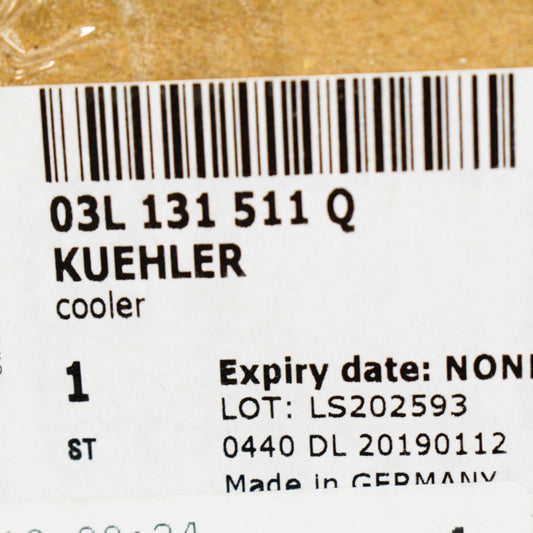 03L 131 511 Q
KUEHLER
cooler
1
Expiry date: NONE
LOT: LS202593
ST
0440 DL 20190112
Made in GERMANY